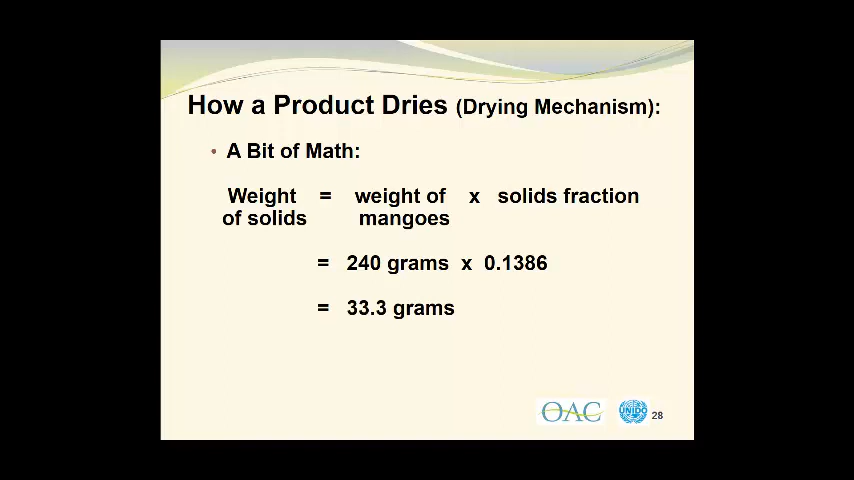 How a Product Dries (Drying Mechanism):
• A Bit of Math:
Weight = weight of x solids fraction
of solids mangoes
= 240 grams x 0.1386
= 33.3 grams
OAC UNIDO 28